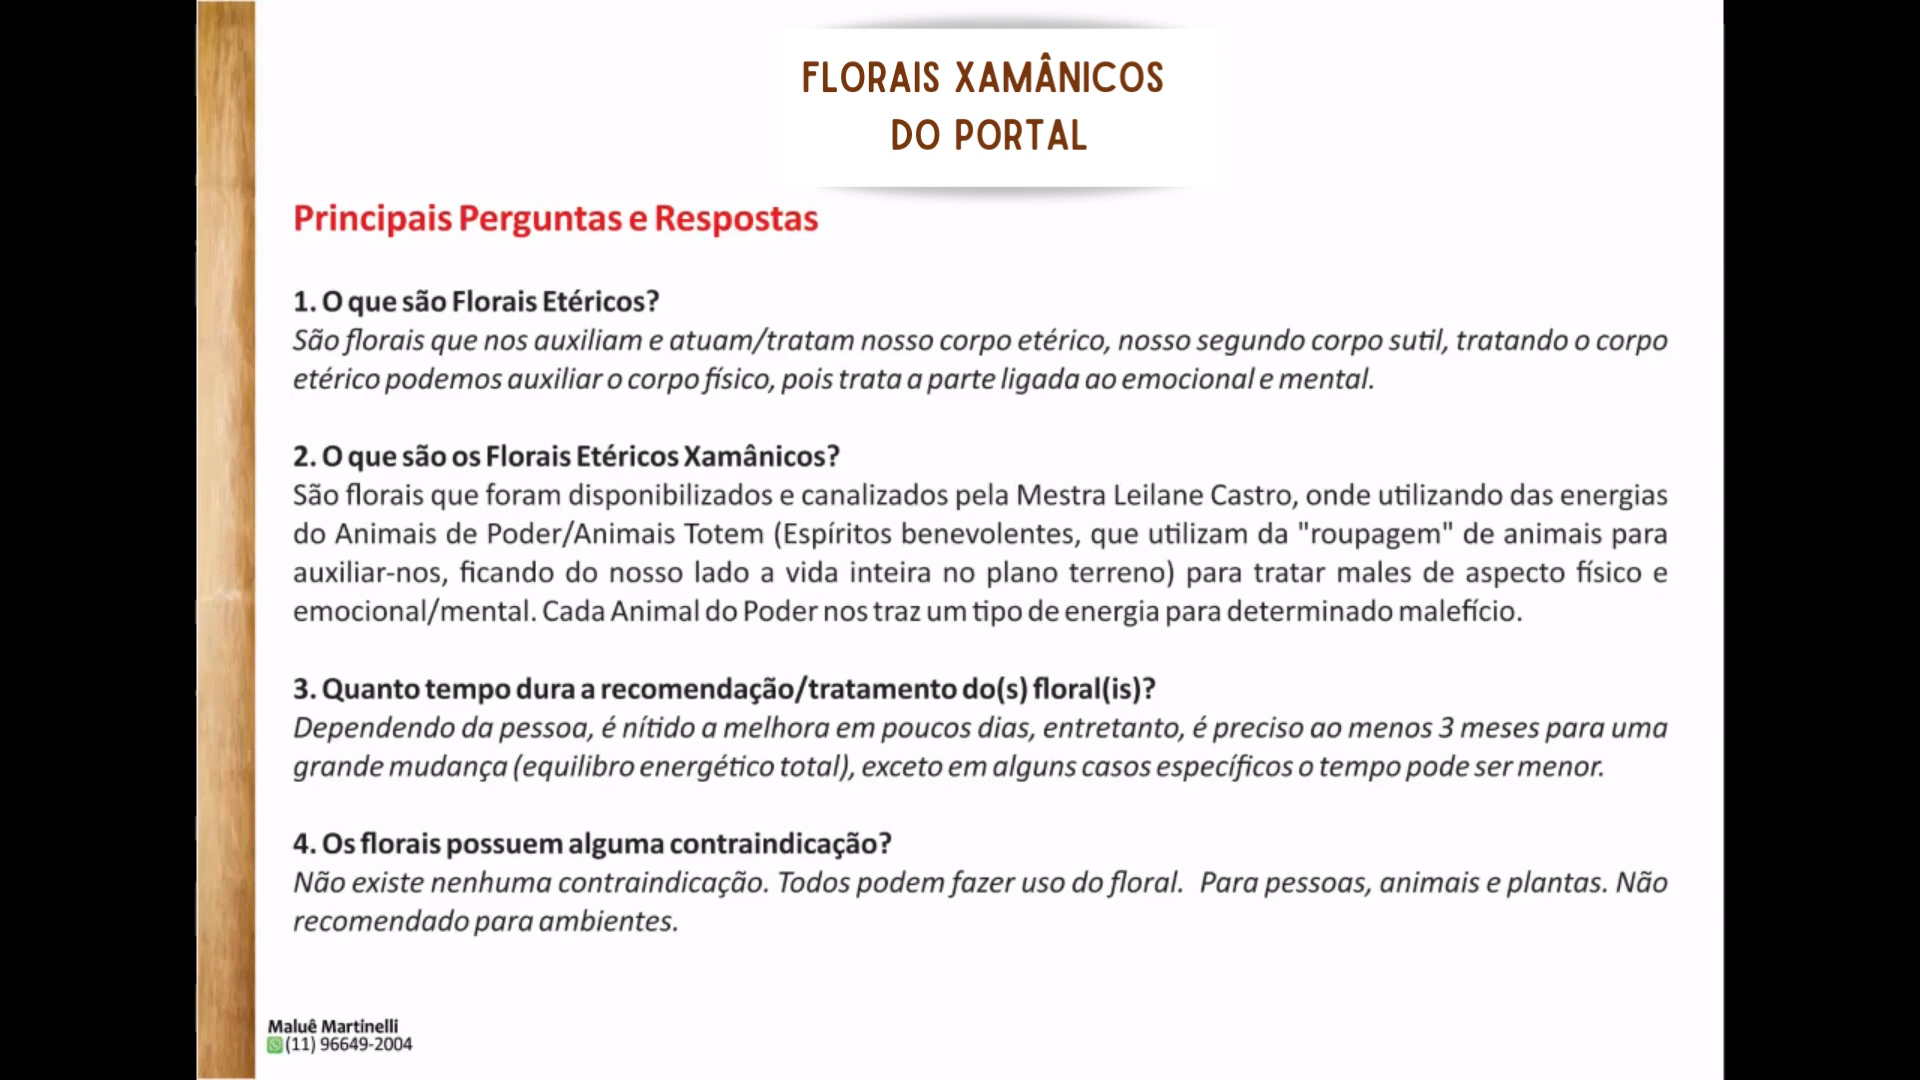 FLORAIS XAMÂNICOS
DO PORTAL
Principais Perguntas e Respostas
1. O que são Florais Etéricos?
São florais que nos auxiliam e atuam/tratam nosso corpo etérico, nosso segundo corpo sutil, tratando o corpo
etérico podemos auxiliar o corpo físico, pois trata a parte ligada ao emocional e mental.
2. O que são os Florais Etéricos Xamânicos?
São florais que foram disponibilizados e canalizados pela Mestra Leilane Castro, onde utilizando das energias
do Animais de Poder/Animais Totem (Espíritos benevolentes, que utilizam da "roupagem" de animais para
auxiliar-nos, ficando do nosso lado a vida inteira no plano terreno) para tratar males de aspecto físico e
emocional/mental. Cada Animal do Poder nos traz um tipo de energia para determinado malefício.
3. Quanto tempo dura a recomendação/tratamento do(s) floral(is)?
Dependendo da pessoa, é nítido a melhora em poucos dias, entretanto, é preciso ao menos 3 meses para uma
grande mudança (equilibro energético total), exceto em alguns casos específicos o tempo pode ser menor.
4. Os florais possuem alguma contraindicação?
Não existe nenhuma contraindicação. Todos podem fazer uso do floral. Para pessoas, animais e plantas. Não
recomendado para ambientes.
Maluê Martinelli
(11) 96649-2004